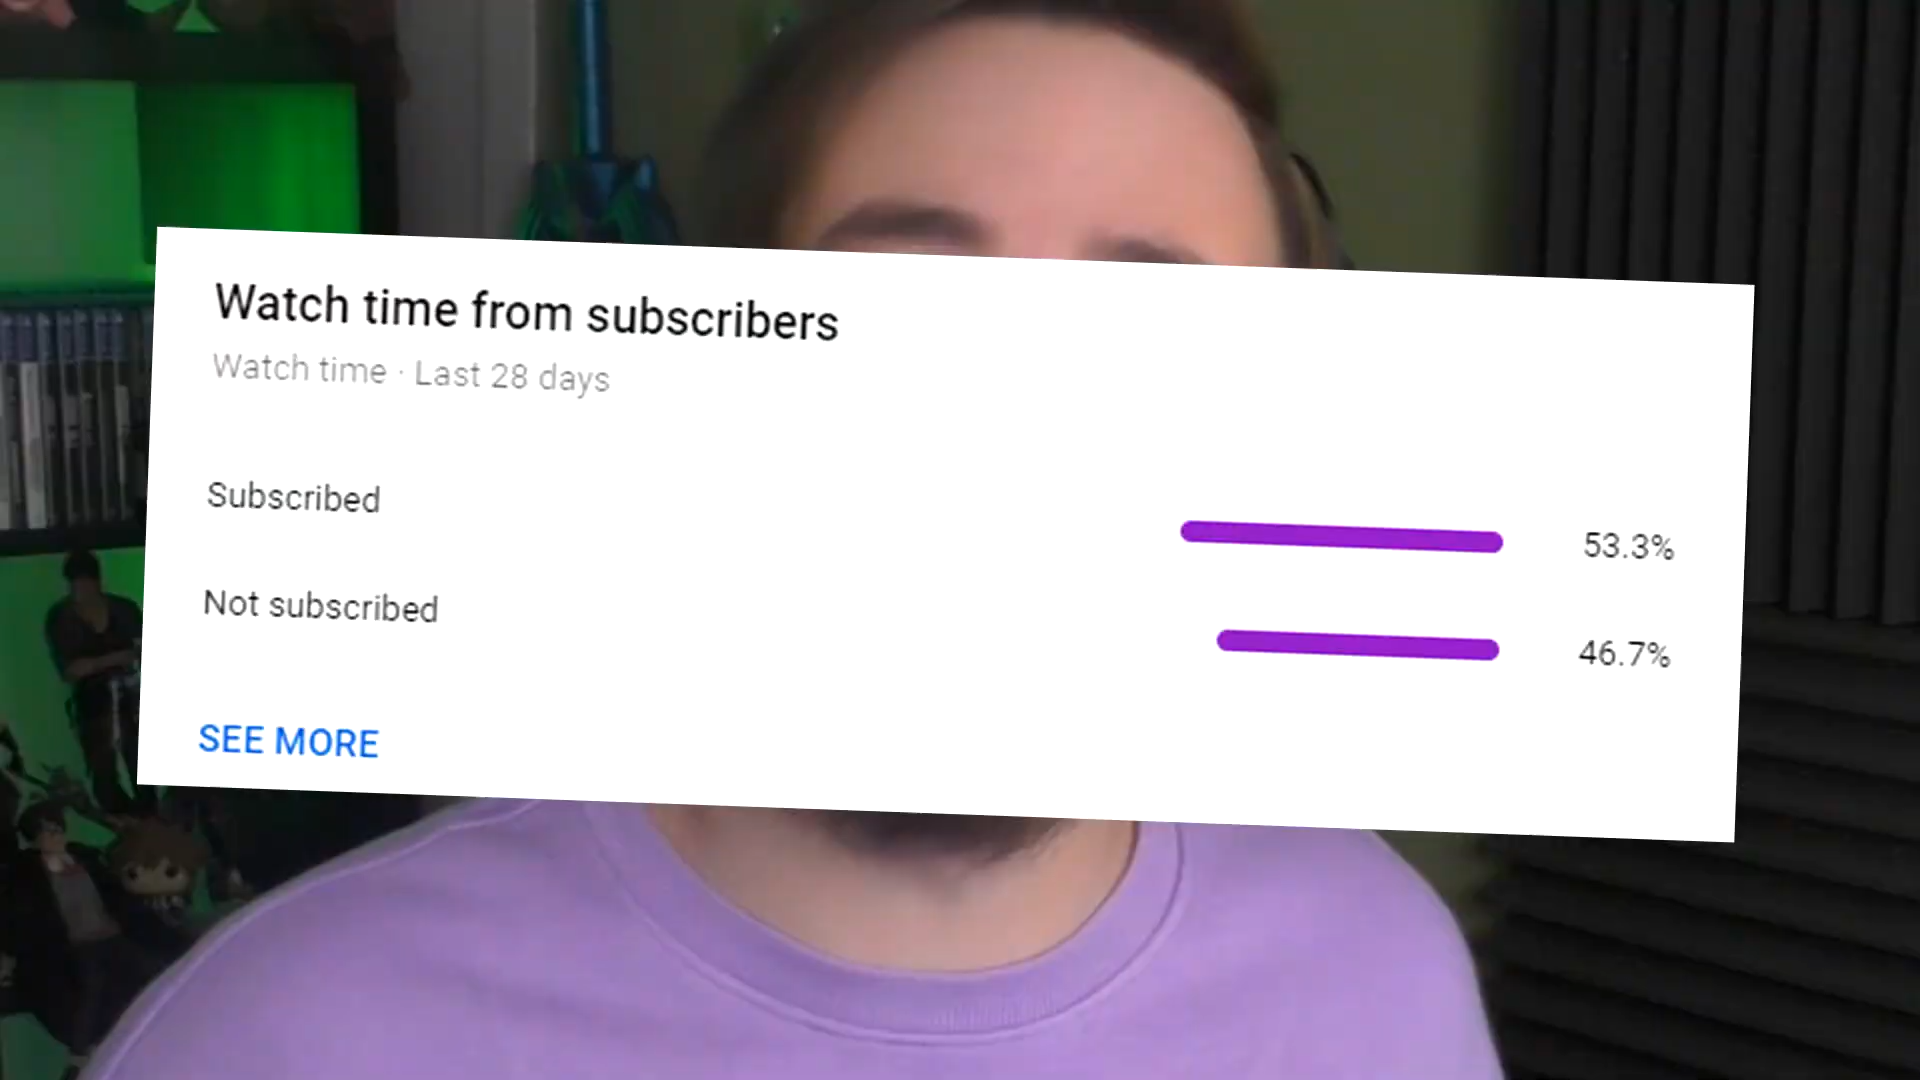 Watch time from subscribers
Watch time · Last 28 days
Subscribed 53.3%
Not subscribed 46.7%
SEE MORE